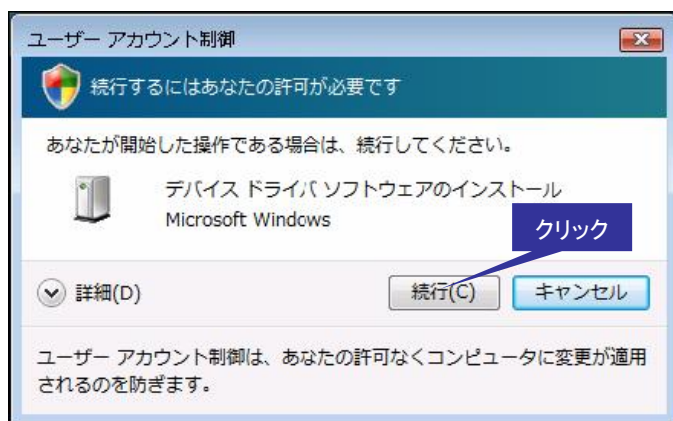 ユーザー アカウント制御
続行するにはあなたの許可が必要です
あなたが開始した操作である場合は、続行してください。
デバイス ドライバ ソフトウェアのインストール
Microsoft Windows
クリック
詳細(D)
続行(C)
キャンセル
ユーザー アカウント制御は、あなたの許可なくコンピュータに変更が適用
されるのを防ぎます。